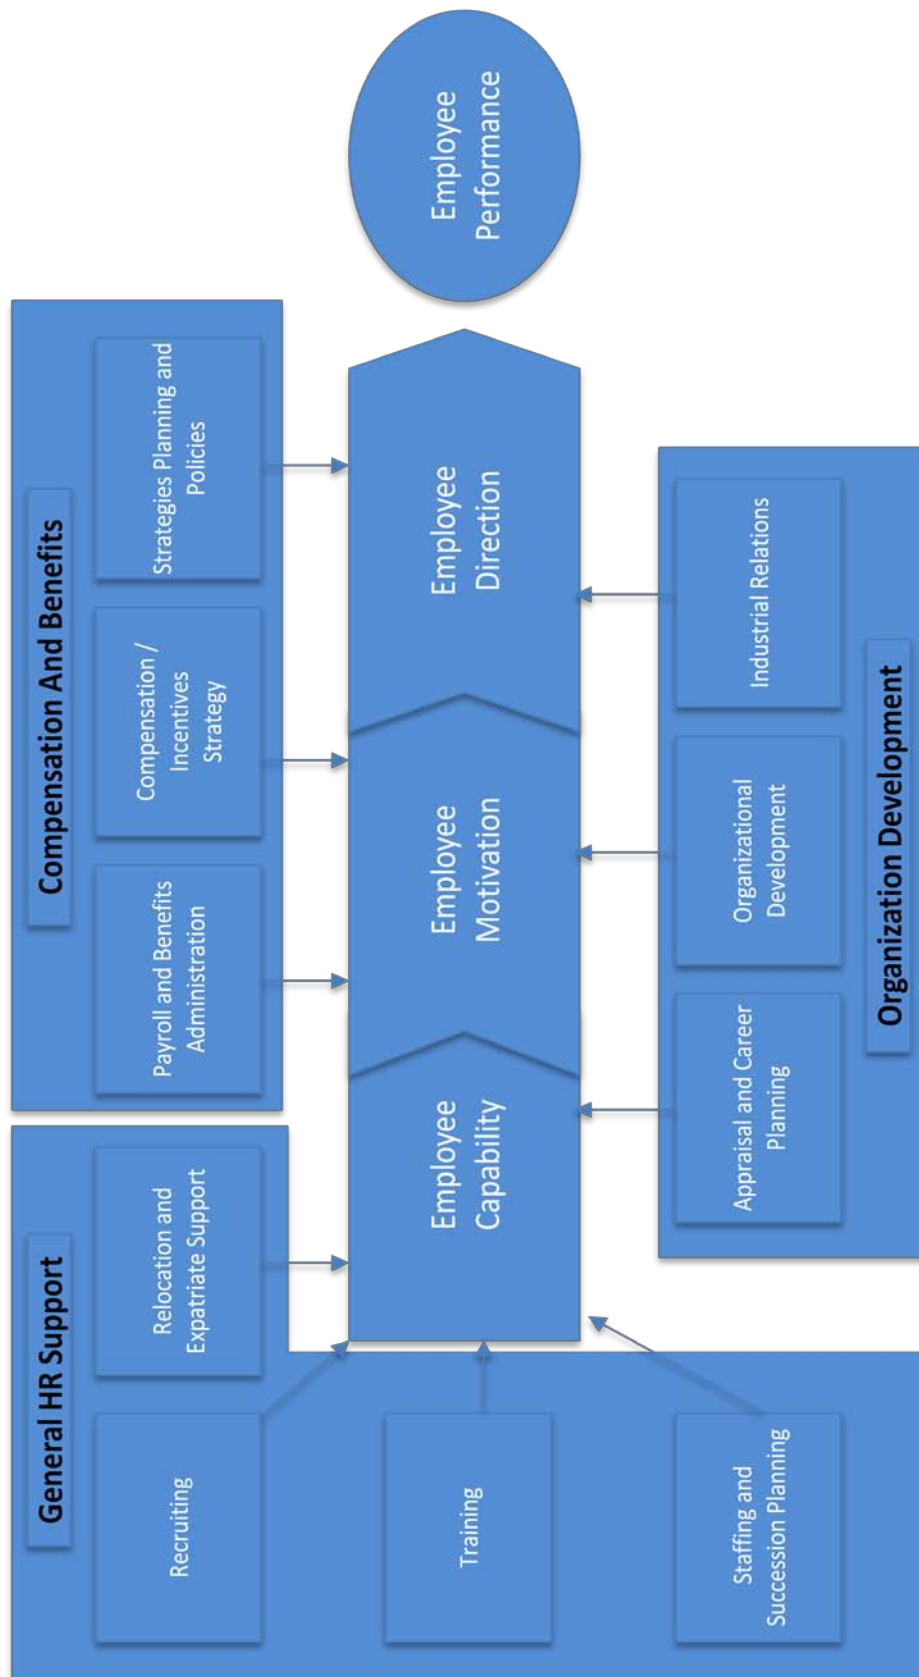 General HR Support
Recruiting
Relocation and
Expatriate Support
Training
Staffing and
Succession Planning
Compensation And Benefits
Payroll and Benefits
Administration
Compensation /
Incentives
Strategy
Strategies Planning and
Policies
Employee
Capability
Employee
Motivation
Employee
Direction
Employee
Performance
Appraisal and Career
Planning
Organizational
Development
Industrial Relations
Organization Development